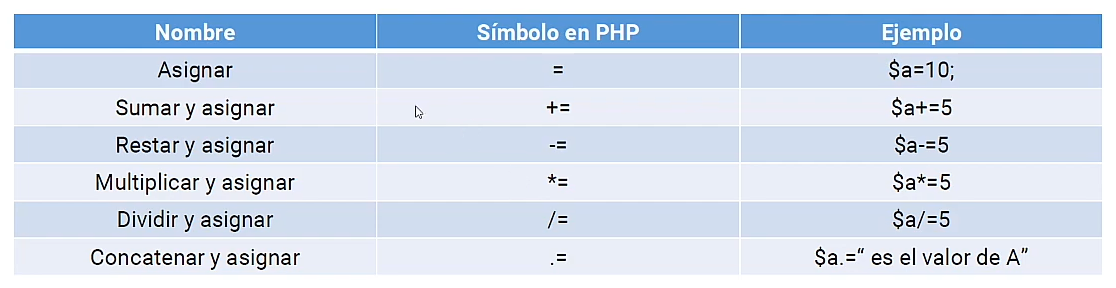 Nombre Símbolo en PHP Ejemplo
Asignar = $a=10;
Sumar y asignar += $a+=5
Restar y asignar -= $a-=5
Multiplicar y asignar *= $a*=5
Dividir y asignar /= $a/=5
Concatenar y asignar .= $a.=“ es el valor de A”